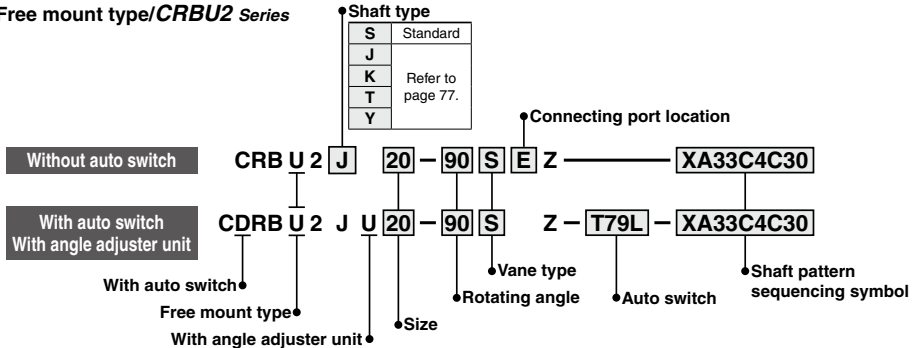 Free mount type/CRBU2 Series
Shaft type
S Standard
J
K
T
Y
Refer to
page 77.
Connecting port location
Without auto switch CRB U 2 J 20 – 90 S E Z XA33C4C30
With auto switch
With angle adjuster unit
CDRB U 2 J U 20 – 90 S Z – T79L – XA33C4C30
With auto switch
Free mount type
With angle adjuster unit
Size
Rotating angle
Vane type
Auto switch
Shaft pattern
sequencing symbol